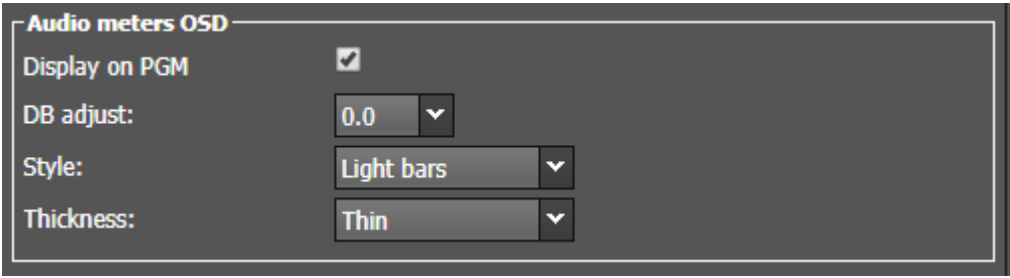 Audio meters OSD
Display on PGM
DB adjust: 0.0
Style: Light bars
Thickness: Thin